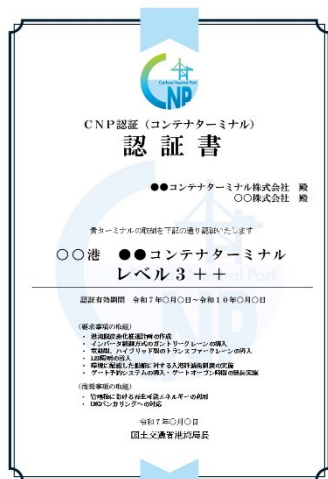 Carbon Neutral Port
CNP
CNP認証（コンテナターミナル）
認証書
●●コンテナターミナル株式会社 殿
○○株式会社 殿
貴ターミナルの取組を下記の通り認証いたします
○○港 ●●コンテナターミナル
レベル３＋＋
認証有効期間 令和７年○月○日～令和１０年○月○日
（要求事項の取組）
・ 港湾脱炭素化推進計画の作成
・ インバータ制御方式のガントリークレーンの導入
・ 電動型、ハイブリッド型のトランスファークレーンの導入
・ LED照明の導入
・ 環境に配慮した船舶に対する入港料減免制度の実施
・ ゲート予約システムの導入・ゲートオープン時間の延長実施
（推奨事項の取組）
・ 管理棟における再生可能エネルギーの利用
・ LNGバンカリングへの対応
令和７年○月○日
国土交通省港湾局長